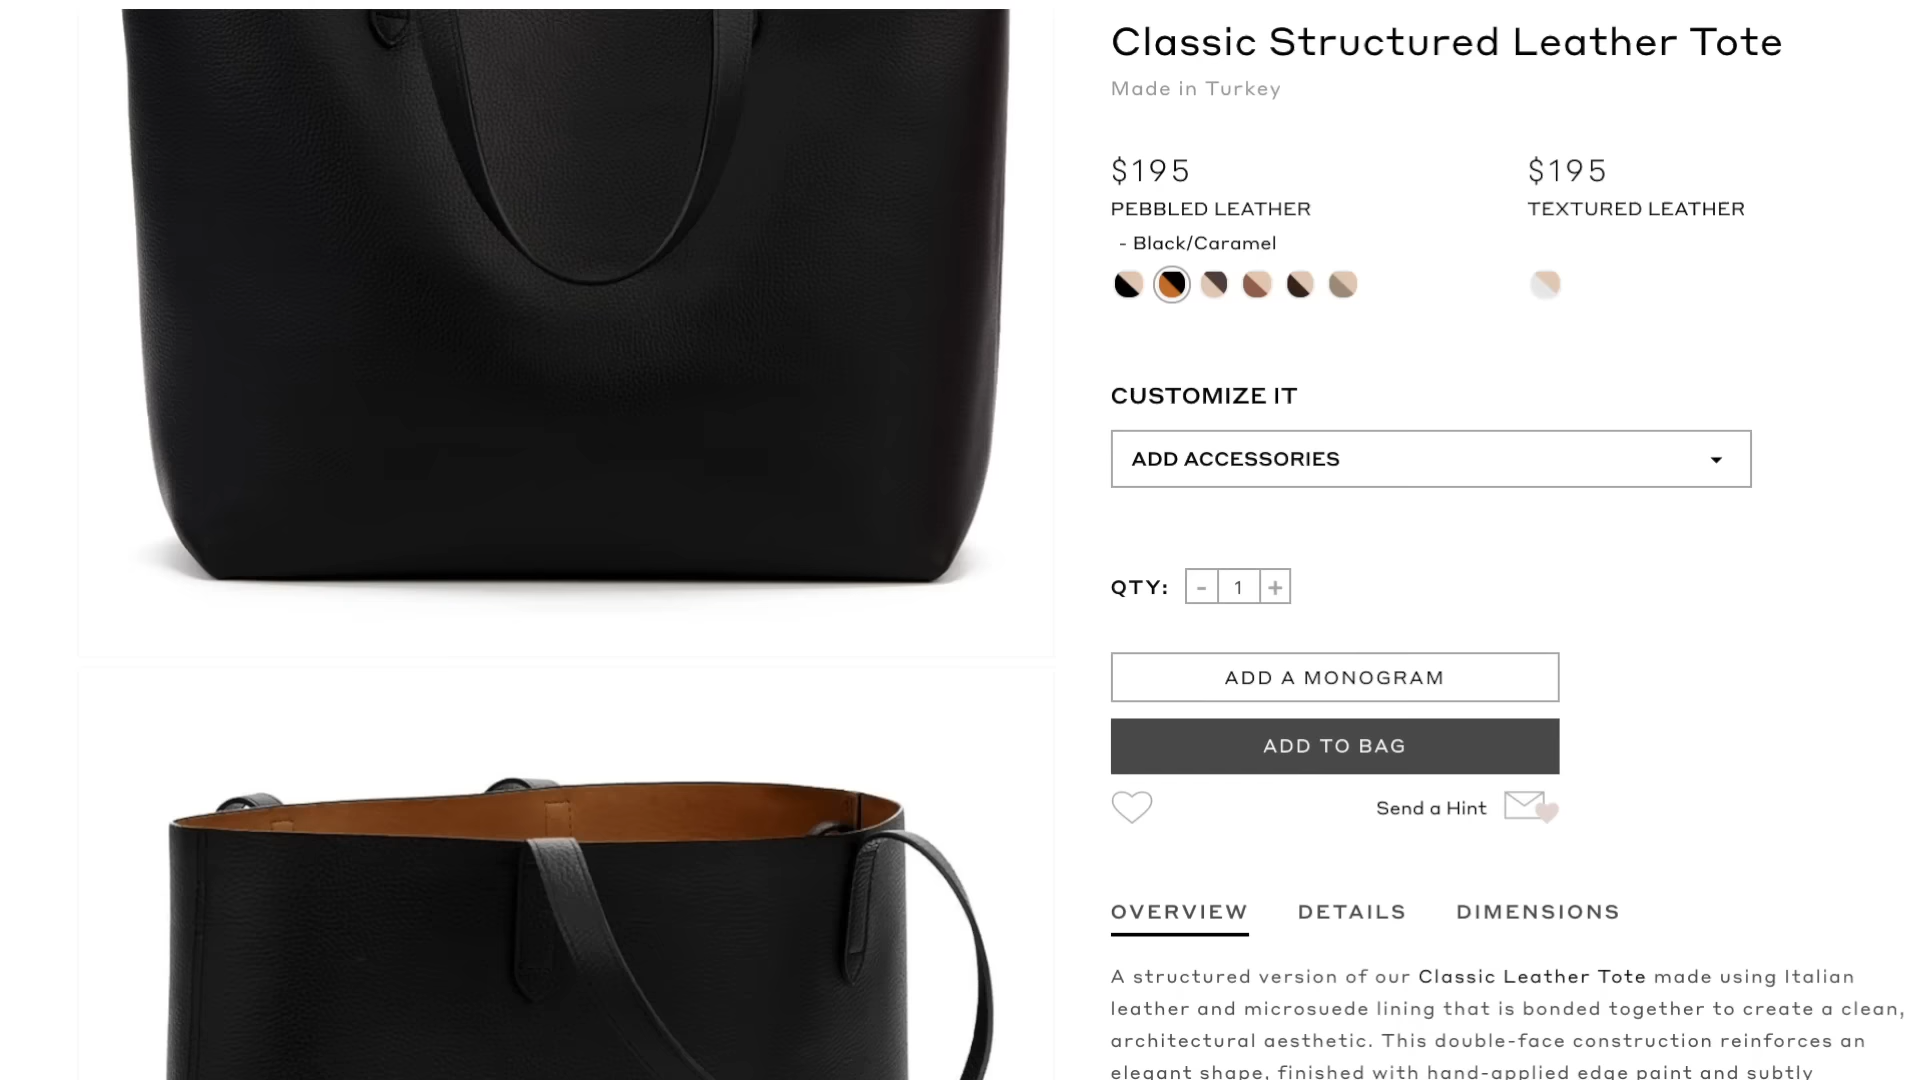 Classic Structured Leather Tote
Made in Turkey
$195
PEBBLED LEATHER
- Black/Caramel
$195
TEXTURED LEATHER
CUSTOMIZE IT
ADD ACCESSORIES
QTY: - 1 +
ADD A MONOGRAM
ADD TO BAG
Send a Hint
OVERVIEW DETAILS DIMENSIONS
A structured version of our Classic Leather Tote made using Italian
leather and microsuede lining that is bonded together to create a clean,
architectural aesthetic. This double-face construction reinforces an
elegant shape, finished with hand-applied edge paint and subtly